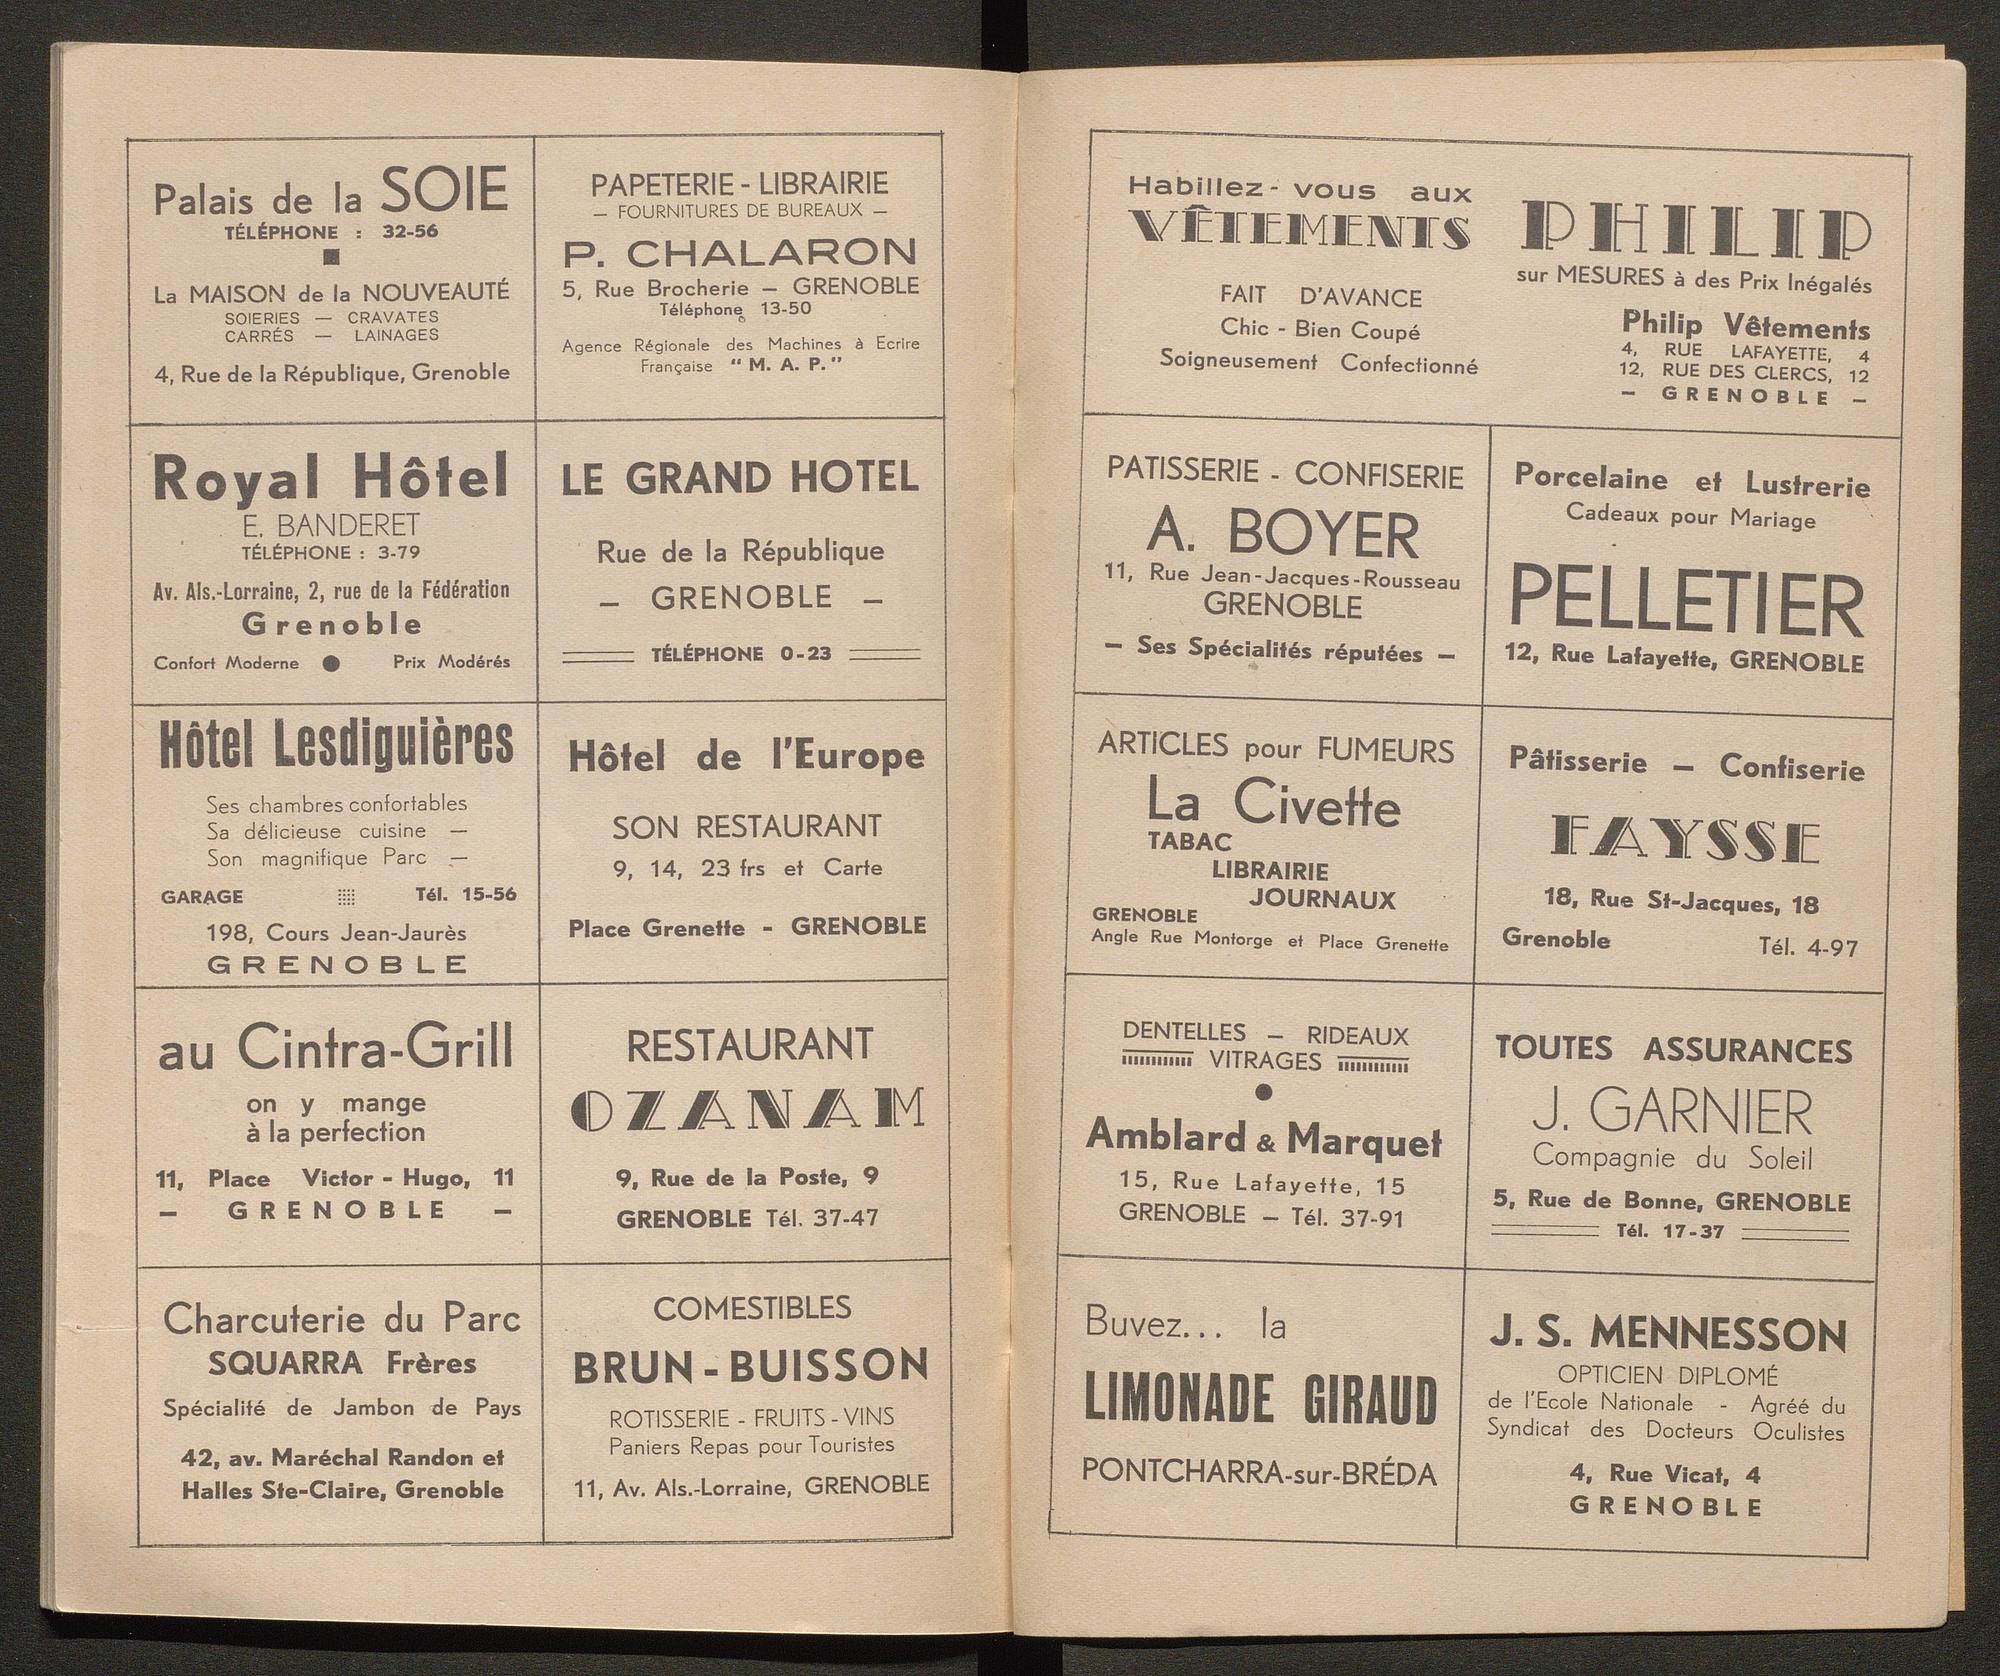 Palais de la SOIE
TÉLÉPHONE : 32-56
La MAISON de la NOUVEAUTÉ
SOIERIES — CRAVATES
CARRÉS — LAINAGES
4, Rue de la République, Grenoble
PAPETERIE - LIBRAIRIE
— FOURNITURES DE BUREAUX —
P. CHALARON
5, Rue Brocherie — GRENOBLE
Téléphone 13-50
Agence Régionale des Machines à Ecrire
Française “ M. A. P. ”
Royal Hôtel
E. BANDERET
TÉLÉPHONE : 3-79
Av. Als.-Lorraine, 2, rue de la Fédération
Grenoble
Confort Moderne ● Prix Modérés
LE GRAND HOTEL
Rue de la République
— GRENOBLE —
TÉLÉPHONE 0-23
Hôtel Lesdiguières
Ses chambres confortables
Sa délicieuse cuisine —
Son magnifique Parc —
GARAGE Tél. 15-56
198, Cours Jean-Jaurès
GRENOBLE
Hôtel de l'Europe
SON RESTAURANT
9, 14, 23 frs et Carte
Place Grenette - GRENOBLE
au Cintra-Grill
on y mange
à la perfection
11, Place Victor - Hugo, 11
— GRENOBLE —
RESTAURANT
OZANAM
9, Rue de la Poste, 9
GRENOBLE Tél. 37-47
Charcuterie du Parc
SQUARRA Frères
Spécialité de Jambon de Pays
42, av. Maréchal Randon et
Halles Ste-Claire, Grenoble
COMESTIBLES
BRUN - BUISSON
ROTISSERIE - FRUITS - VINS
Paniers Repas pour Touristes
11, Av. Als.-Lorraine, GRENOBLE
Habillez - vous aux
VÊTEMENTS PHILIP
sur MESURES à des Prix Inégalés
FAIT D'AVANCE
Chic - Bien Coupé
Soigneusement Confectionné
Philip Vêtements
4, RUE LAFAYETTE, 4
12, RUE DES CLERCS, 12
— GRENOBLE —
PATISSERIE - CONFISERIE
A. BOYER
11, Rue Jean-Jacques-Rousseau
GRENOBLE
— Ses Spécialités réputées —
Porcelaine et Lustrerie
Cadeaux pour Mariage
PELLETIER
12, Rue Lafayette, GRENOBLE
ARTICLES pour FUMEURS
La Civette
TABAC
LIBRAIRIE
JOURNAUX
GRENOBLE
Angle Rue Montorge et Place Grenette
Pâtisserie — Confiserie
FAYSSE
18, Rue St-Jacques, 18
Grenoble Tél. 4-97
DENTELLES — RIDEAUX
VITRAGES
Amblard & Marquet
15, Rue Lafayette, 15
GRENOBLE — Tél. 37-91
TOUTES ASSURANCES
J. GARNIER
Compagnie du Soleil
5, Rue de Bonne, GRENOBLE
Tél. 17-37
Buvez... la
LIMONADE GIRAUD
PONTCHARRA-sur-BRÉDA
J. S. MENNESSON
OPTICIEN DIPLOMÉ
de l'Ecole Nationale - Agréé du
Syndicat des Docteurs Oculistes
4, Rue Vicat, 4
GRENOBLE